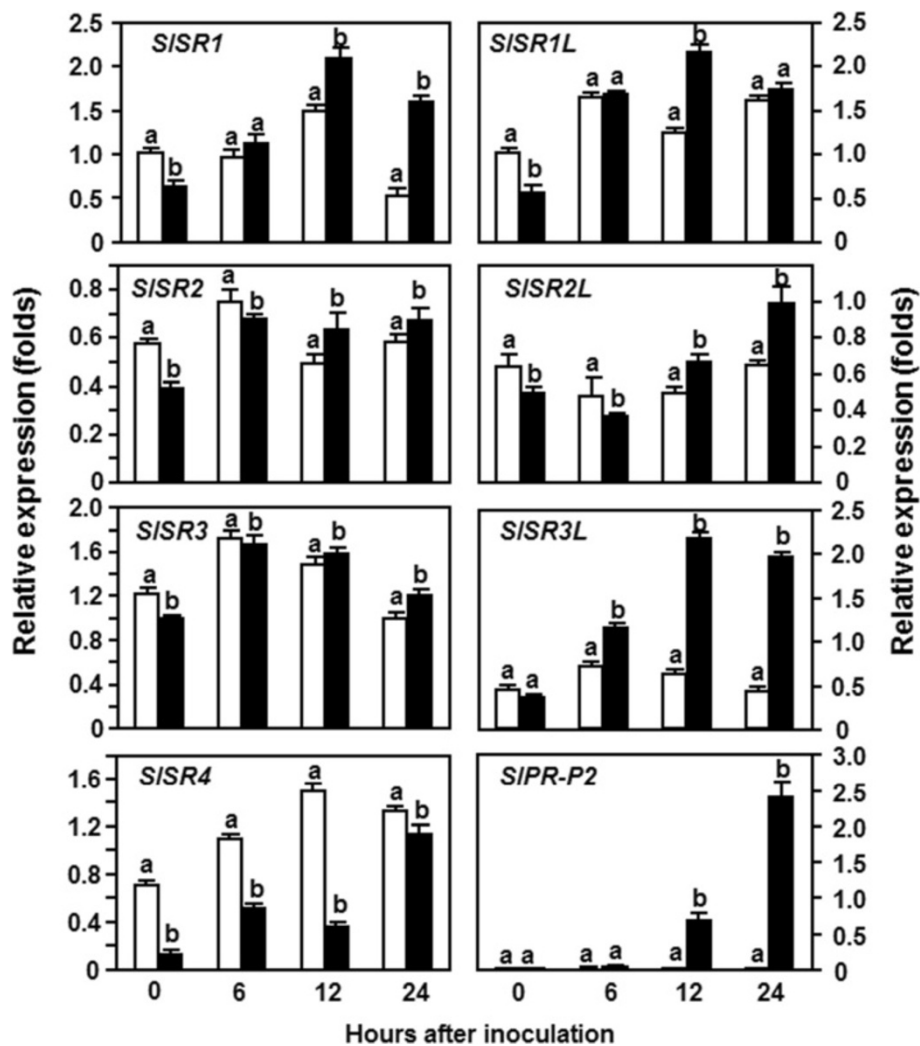 Relative expression (folds)
2.5
2.0
1.5
1.0
0.5
0
SlSR1
a b a a a b a b
SlSR1L
a b a a a b a a
2.5
2.0
1.5
1.0
0.5
0
0.8
0.6
0.4
0.2
0
SlSR2
a b a b a b a b
SlSR2L
a b a b a b a b
1.0
0.8
0.6
0.4
0.2
0
2.0
1.6
1.2
0.8
0.4
0
SlSR3
a b a b a b a b
SlSR3L
a a a b a b a b
2.5
2.0
1.5
1.0
0.5
0
1.6
1.2
0.8
0.4
0
SlSR4
a b a b a b a b
SlPR-P2
a a a a a b a b
3.0
2.5
2.0
1.5
1.0
0.5
0
Relative expression (folds)
0 6 12 24 0 6 12 24
Hours after inoculation